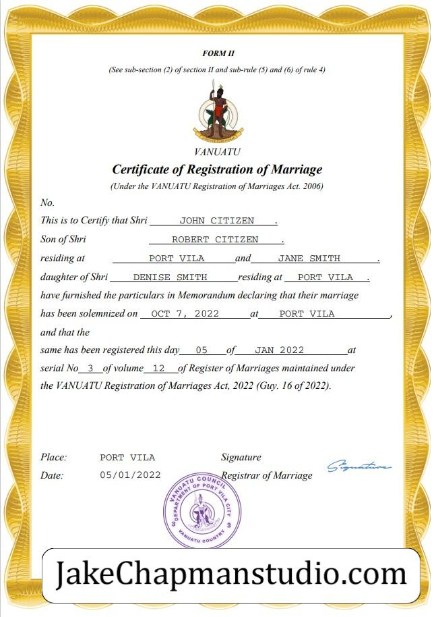 FORM II
(See sub-section (2) of section II and sub-rule (5) and (6) of rule 4)
VANUATU
Certificate of Registration of Marriage
(Under the VANUATU Registration of Marriages Act. 2006)
No.
This is to Certify that Shri JOHN CITIZEN .
Son of Shri ROBERT CITIZEN .
residing at PORT VILA and JANE SMITH
daughter of Shri DENISE SMITH residing at PORT VILA .
have furnished the particulars in Memorandum declaring that their marriage
has been solemnized on OCT 7, 2022 at PORT VILA ,
and that the
same has been registered this day 05 of JAN 2022 at
serial No 3 of volume 12 of Register of Marriages maintained under
the VANUATU Registration of Marriages Act, 2022 (Guy. 16 of 2022).
Place: PORT VILA Signature
Signature
Date: 05/01/2022 Registrar of Marriage
VANUATU COUNCIL
DEPARTMENT OF PORT VILA CITY
VANUATU COUNTRY
JakeChapmanstudio.com